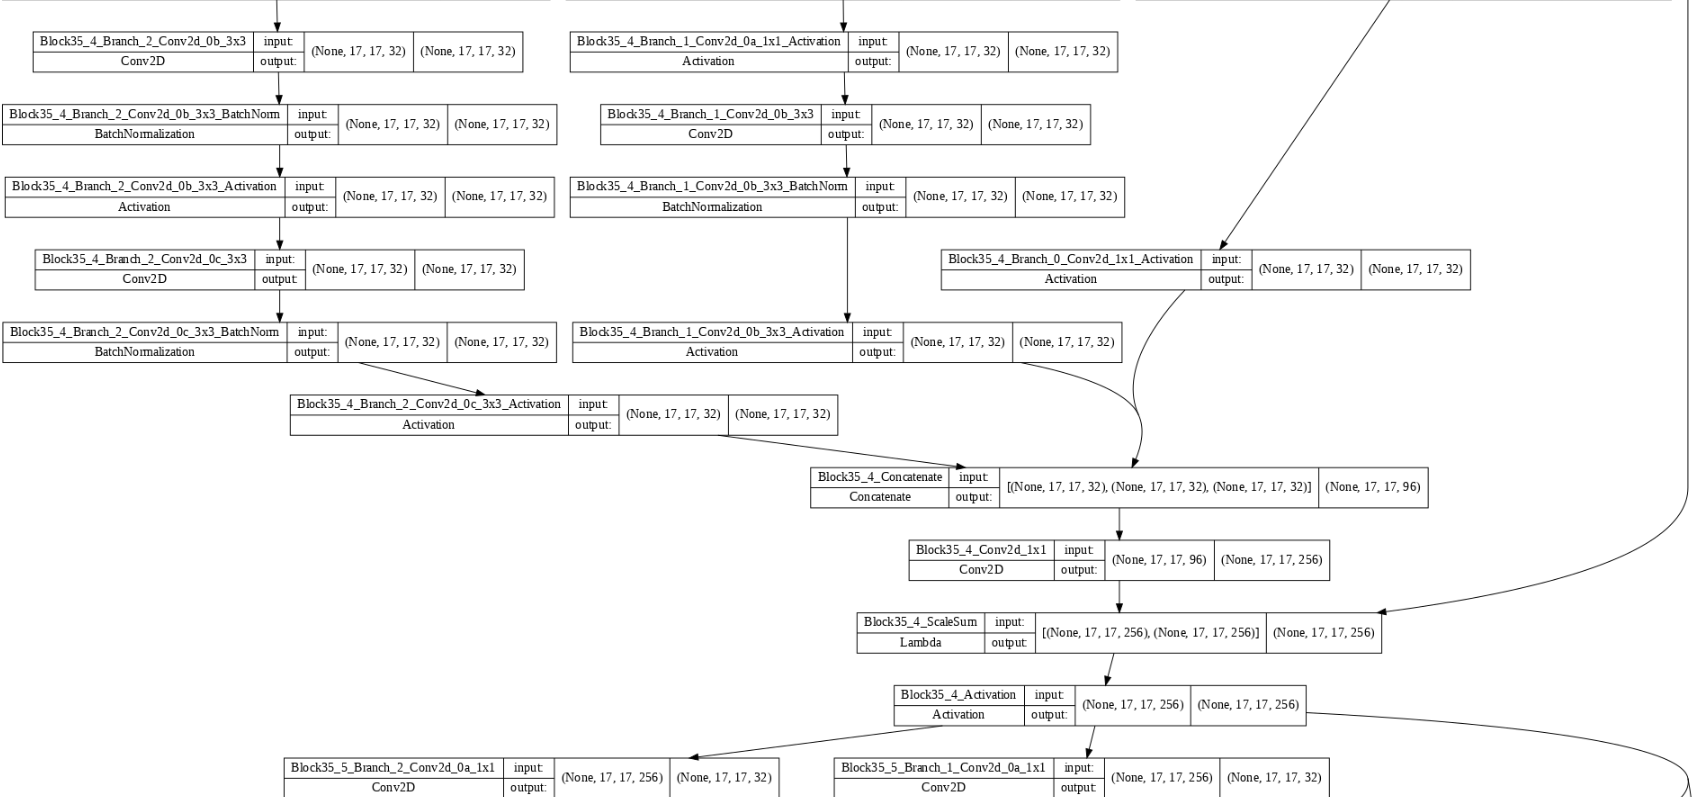 Block35_4_Branch_2_Conv2d_0b_3x3 input: (None, 17, 17, 32) (None, 17, 17, 32)
Conv2D output:
Block35_4_Branch_1_Conv2d_0a_1x1_Activation input: (None, 17, 17, 32) (None, 17, 17, 32)
Activation output:
Block35_4_Branch_2_Conv2d_0b_3x3_BatchNorm input: (None, 17, 17, 32) (None, 17, 17, 32)
BatchNormalization output:
Block35_4_Branch_1_Conv2d_0b_3x3 input: (None, 17, 17, 32) (None, 17, 17, 32)
Conv2D output:
Block35_4_Branch_2_Conv2d_0b_3x3_Activation input: (None, 17, 17, 32) (None, 17, 17, 32)
Activation output:
Block35_4_Branch_1_Conv2d_0b_3x3_BatchNorm input: (None, 17, 17, 32) (None, 17, 17, 32)
BatchNormalization output:
Block35_4_Branch_2_Conv2d_0c_3x3 input: (None, 17, 17, 32) (None, 17, 17, 32)
Conv2D output:
Block35_4_Branch_0_Conv2d_1x1_Activation input: (None, 17, 17, 32) (None, 17, 17, 32)
Activation output:
Block35_4_Branch_2_Conv2d_0c_3x3_BatchNorm input: (None, 17, 17, 32) (None, 17, 17, 32)
BatchNormalization output:
Block35_4_Branch_1_Conv2d_0b_3x3_Activation input: (None, 17, 17, 32) (None, 17, 17, 32)
Activation output:
Block35_4_Branch_2_Conv2d_0c_3x3_Activation input: (None, 17, 17, 32) (None, 17, 17, 32)
Activation output:
Block35_4_Concatenate input: [(None, 17, 17, 32), (None, 17, 17, 32), (None, 17, 17, 32)] (None, 17, 17, 96)
Concatenate output:
Block35_4_Conv2d_1x1 input: (None, 17, 17, 96) (None, 17, 17, 256)
Conv2D output:
Block35_4_ScaleSum input: [(None, 17, 17, 256), (None, 17, 17, 256)] (None, 17, 17, 256)
Lambda output:
Block35_4_Activation input: (None, 17, 17, 256) (None, 17, 17, 256)
Activation output:
Block35_5_Branch_2_Conv2d_0a_1x1 input: (None, 17, 17, 256) (None, 17, 17, 32)
Conv2D output:
Block35_5_Branch_1_Conv2d_0a_1x1 input: (None, 17, 17, 256) (None, 17, 17, 32)
Conv2D output: